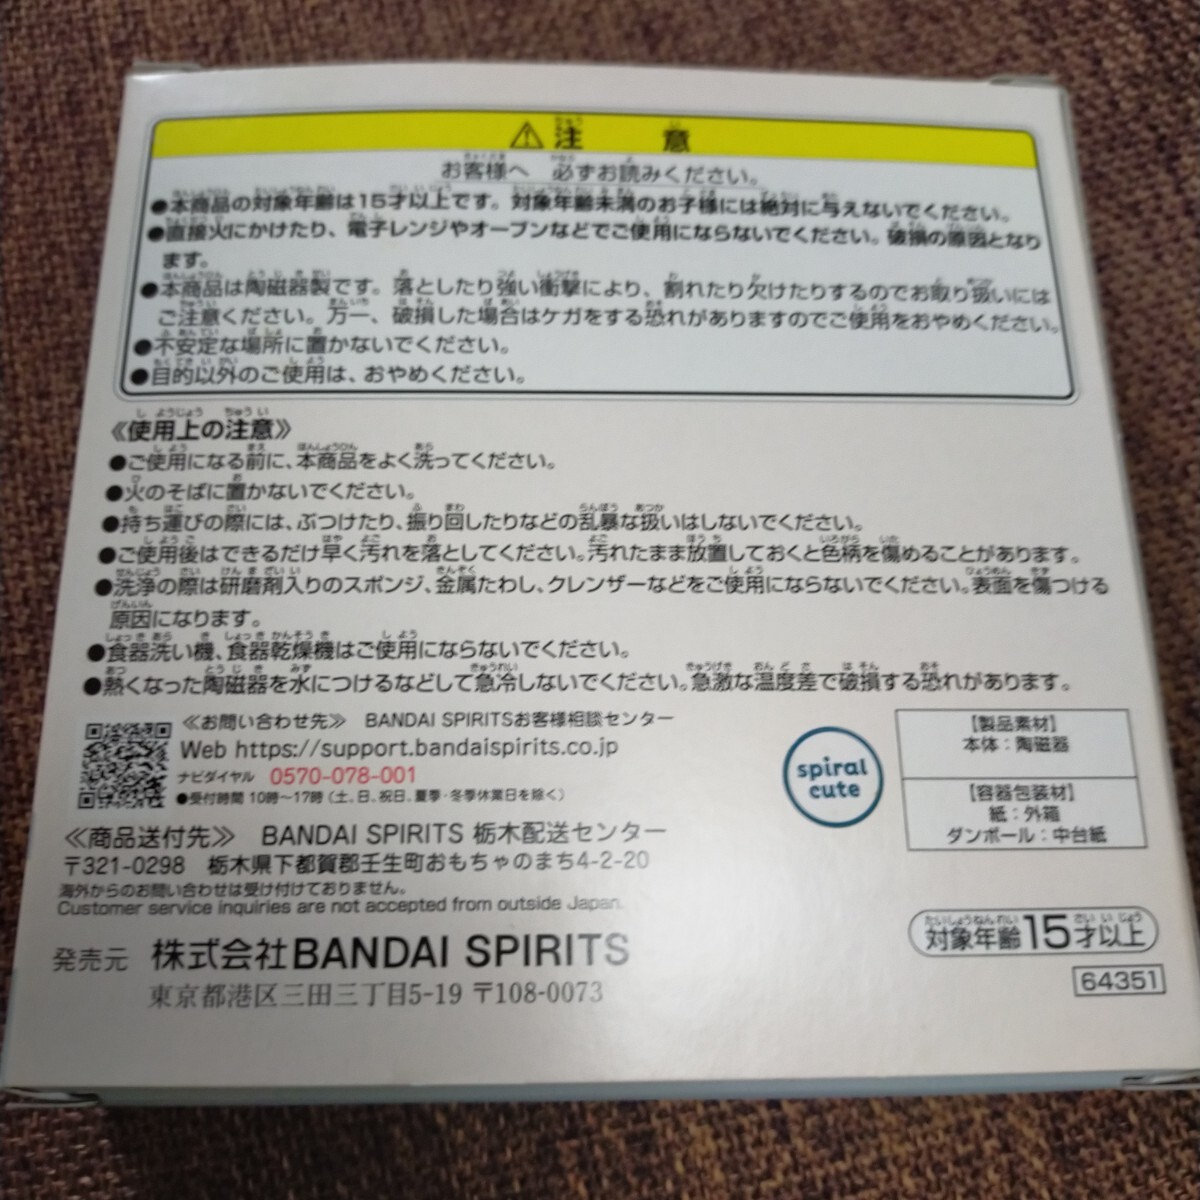 ⚠注意
お客様へ 必ずお読みください。
●本商品の対象年齢は15才以上です。対象年齢未満のお子様には絶対に与えないでください。
●直接火にかけたり、電子レンジやオーブンなどでご使用にならないでください。破損の原因となり
ます。
●本商品は陶磁器製です。落としたり強い衝撃により、割れたり欠けたりするのでお取り扱いには
ご注意ください。万一、破損した場合はケガをする恐れがありますのでご使用をおやめください。
●不安定な場所に置かないでください。
●目的以外のご使用は、おやめください。
《使用上の注意》
●ご使用になる前に、本商品をよく洗ってください。
●火のそばに置かないでください。
●持ち運びの際には、ぶつけたり、振り回したりなどの乱暴な扱いはしないでください。
●ご使用後はできるだけ早く汚れを落としてください。汚れたまま放置しておくと色柄を傷めることがあります。
●洗浄の際は研磨剤入りのスポンジ、金属たわし、クレンザーなどをご使用にならないでください。表面を傷つける
原因になります。
●食器洗い機、食器乾燥機はご使用にならないでください。
●熱くなった陶磁器を水につけるなどして急冷しないでください。急激な温度差で破損する恐れがあります。
≪お問い合わせ先≫ BANDAI SPIRITSお客様相談センター
Web https://support.bandaispirits.co.jp
ナビダイヤル 0570-078-001
●受付時間 10時〜17時（土、日、祝日、夏季・冬季休業日を除く）
≪商品送付先≫ BANDAI SPIRITS 栃木配送センター
〒321-0298 栃木県下都賀郡壬生町おもちゃのまち4-2-20
海外からのお問い合わせは受け付けておりません。
Customer service inquiries are not accepted from outside Japan.
発売元 株式会社BANDAI SPIRITS
東京都港区三田三丁目5-19 〒108-0073
spiral
cute
【製品素材】
本体：陶磁器
【容器包装材】
紙：外箱
ダンボール：中台紙
対象年齢15才以上
64351